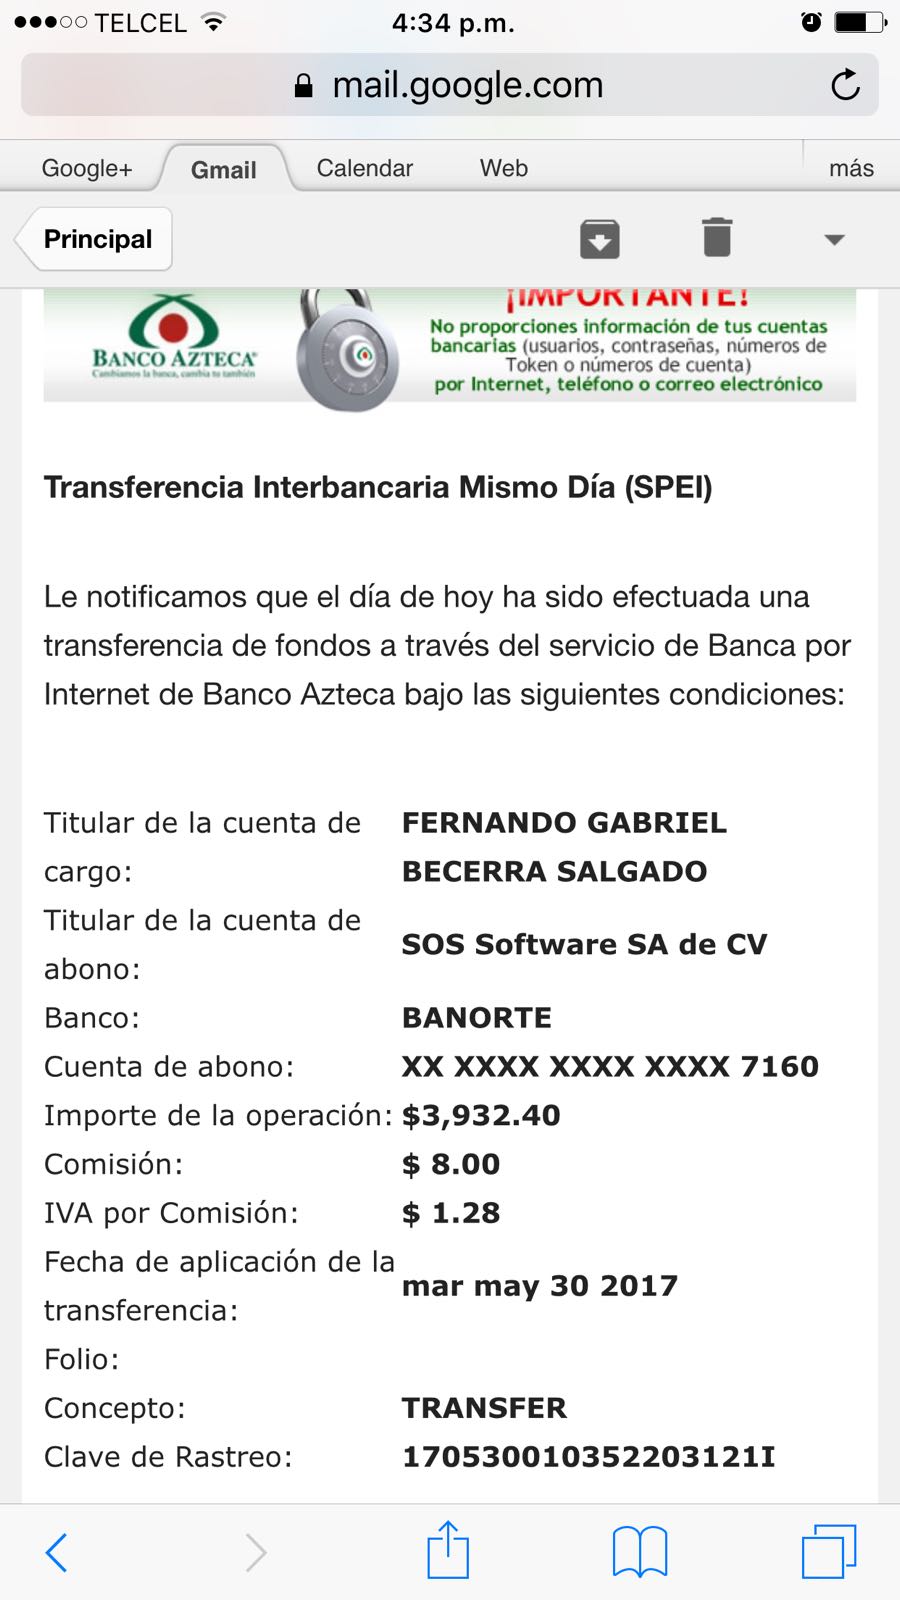 TELCEL 4:34 p.m.
mail.google.com
Google+ Gmail Calendar Web más
Principal
¡IMPORTANTE!
BANCO AZTECA
Cambiamos la banca, cambia tu también
No proporciones información de tus cuentas
bancarias (usuarios, contraseñas, números de
Token o números de cuenta)
por Internet, teléfono o correo electrónico
Transferencia Interbancaria Mismo Día (SPEI)
Le notificamos que el día de hoy ha sido efectuada una
transferencia de fondos a través del servicio de Banca por
Internet de Banco Azteca bajo las siguientes condiciones:
Titular de la cuenta de FERNANDO GABRIEL
cargo: BECERRA SALGADO
Titular de la cuenta de
abono: SOS Software SA de CV
Banco: BANORTE
Cuenta de abono: XX XXXX XXXX XXXX 7160
Importe de la operación: $3,932.40
Comisión: $ 8.00
IVA por Comisión: $ 1.28
Fecha de aplicación de la
transferencia: mar may 30 2017
Folio:
Concepto: TRANSFER
Clave de Rastreo: 170530010352203121I